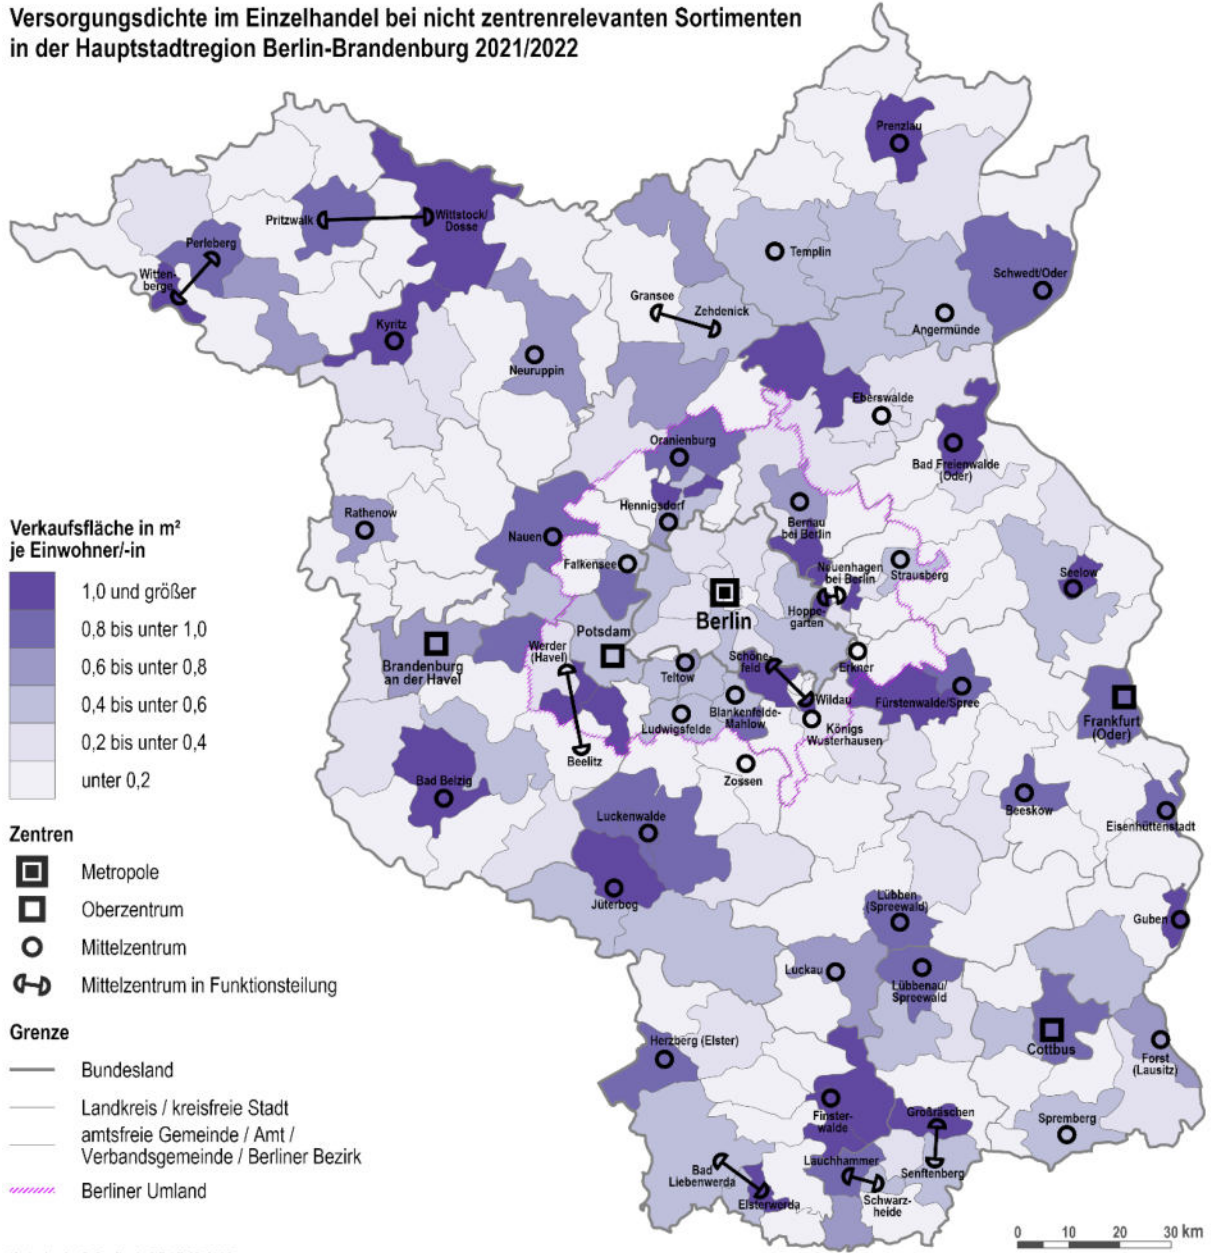 Versorgungsdichte im Einzelhandel bei nicht zentrenrelevanten Sortimenten
in der Hauptstadtregion Berlin-Brandenburg 2021/2022
Prenzlau
Pritzwalk
Wittstock/
Dosse
Perleberg
Witten-
berge
Templin
Schwedt/Oder
Gransee
Zehdenick
Angermünde
Kyritz
Neuruppin
Eberswalde
Oranienburg
Bad Freienwalde
(Oder)
Rathenow
Hennigsdorf
Bernau
bei Berlin
Nauen
Falkensee
Neuenhagen
bei Berlin
Strausberg
Seelow
Hoppe-
garten
Berlin
Potsdam
Brandenburg
an der Havel
Werder
(Havel)
Teltow
Schöne-
feld
Erkner
Wildau
Fürstenwalde/Spree
Frankfurt
(Oder)
Ludwigsfelde
Blankenfelde-
Mahlow
Königs
Wusterhausen
Beelitz
Zossen
Bad Belzig
Beeskow
Eisenhüttenstadt
Luckenwalde
Jüterbog
Lübben
(Spreewald)
Guben
Luckau
Lübbenau/
Spreewald
Cottbus
Forst
(Lausitz)
Herzberg (Elster)
Finster-
walde
Großräschen
Spremberg
Senftenberg
Lauchhammer
Schwarz-
heide
Bad
Liebenwerda
Elsterwerda
Verkaufsfläche in m²
je Einwohner/-in
1,0 und größer
0,8 bis unter 1,0
0,6 bis unter 0,8
0,4 bis unter 0,6
0,2 bis unter 0,4
unter 0,2
Zentren
Metropole
Oberzentrum
Mittelzentrum
Mittelzentrum in Funktionsteilung
Grenze
Bundesland
Landkreis / kreisfreie Stadt
amtsfreie Gemeinde / Amt /
Verbandsgemeinde / Berliner Bezirk
Berliner Umland
0 10 20 30 km